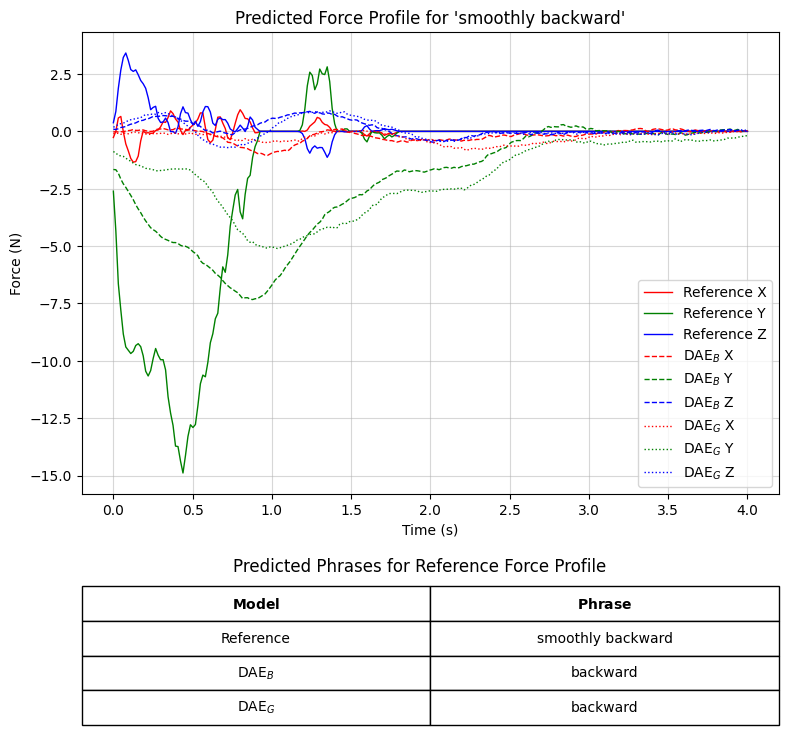 Predicted Force Profile for 'smoothly backward'
Force (N)
2.5
0.0
−2.5
−5.0
−7.5
−10.0
−12.5
−15.0
Reference X
Reference Y
Reference Z
DAE_B X
DAE_B Y
DAE_B Z
DAE_G X
DAE_G Y
DAE_G Z
0.0 0.5 1.0 1.5 2.0 2.5 3.0 3.5 4.0
Time (s)
Predicted Phrases for Reference Force Profile
Model Phrase
Reference smoothly backward
DAE_B backward
DAE_G backward